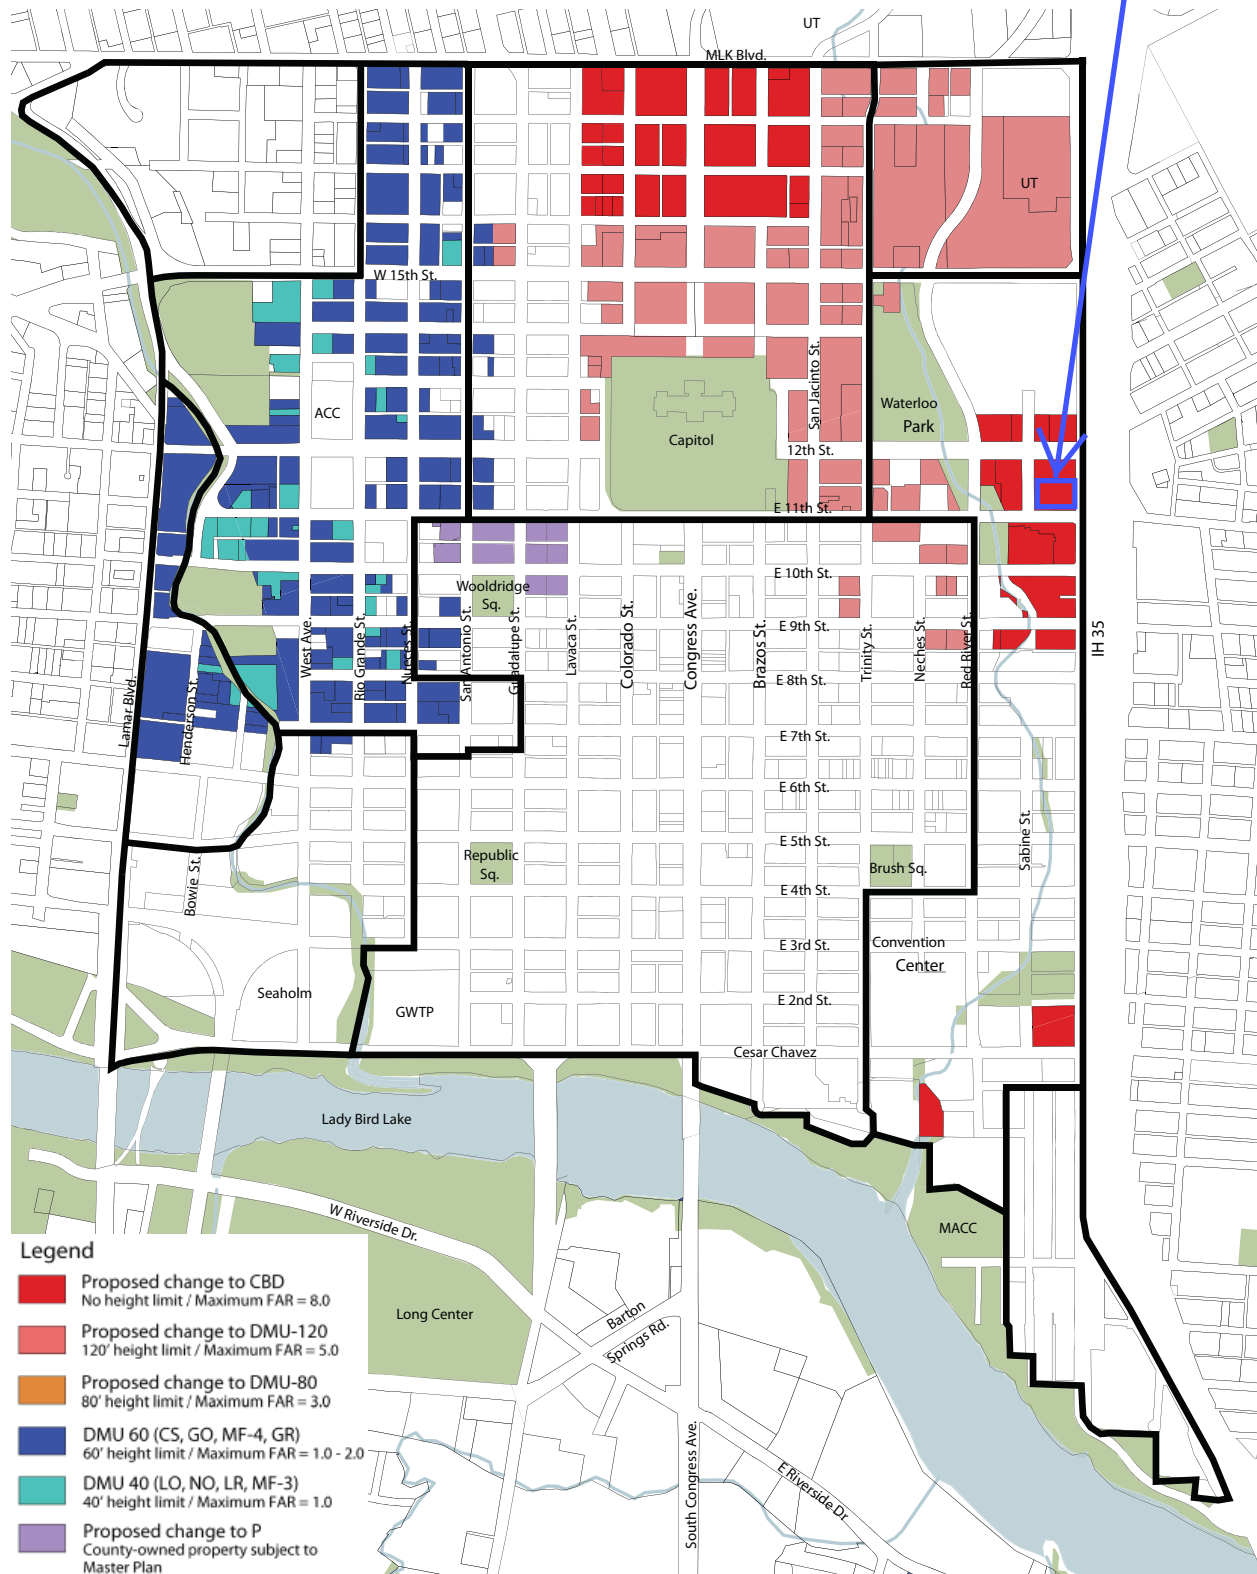 UT
MLK Blvd.
UT
W 15th St.
San Jacinto St.
Waterloo
Park
ACC
Capitol
12th St.
E 11th St.
E 10th St.
Wooldridge
Sq.
West Ave.
Rio Grande St.
Nueces St.
San Antonio St.
Guadalupe St.
Lavaca St.
Colorado St.
Congress Ave.
Brazos St.
E 9th St.
Trinity St.
Neches St.
Red River St.
IH 35
E 8th St.
Lamar Blvd.
Henderson St.
E 7th St.
E 6th St.
Sabine St.
E 5th St.
Republic
Sq.
Brush Sq.
Bowie St.
E 4th St.
E 3rd St.
Convention
Center
Seaholm
GWTP
E 2nd St.
Cesar Chavez
Lady Bird Lake
W Riverside Dr.
MACC
Long Center
Barton
Springs Rd.
South Congress Ave.
E Riverside Dr
Legend
Proposed change to CBD
No height limit / Maximum FAR = 8.0
Proposed change to DMU-120
120' height limit / Maximum FAR = 5.0
Proposed change to DMU-80
80' height limit / Maximum FAR = 3.0
DMU 60 (CS, GO, MF-4, GR)
60' height limit / Maximum FAR = 1.0 - 2.0
DMU 40 (LO, NO, LR, MF-3)
40' height limit / Maximum FAR = 1.0
Proposed change to P
County-owned property subject to
Master Plan